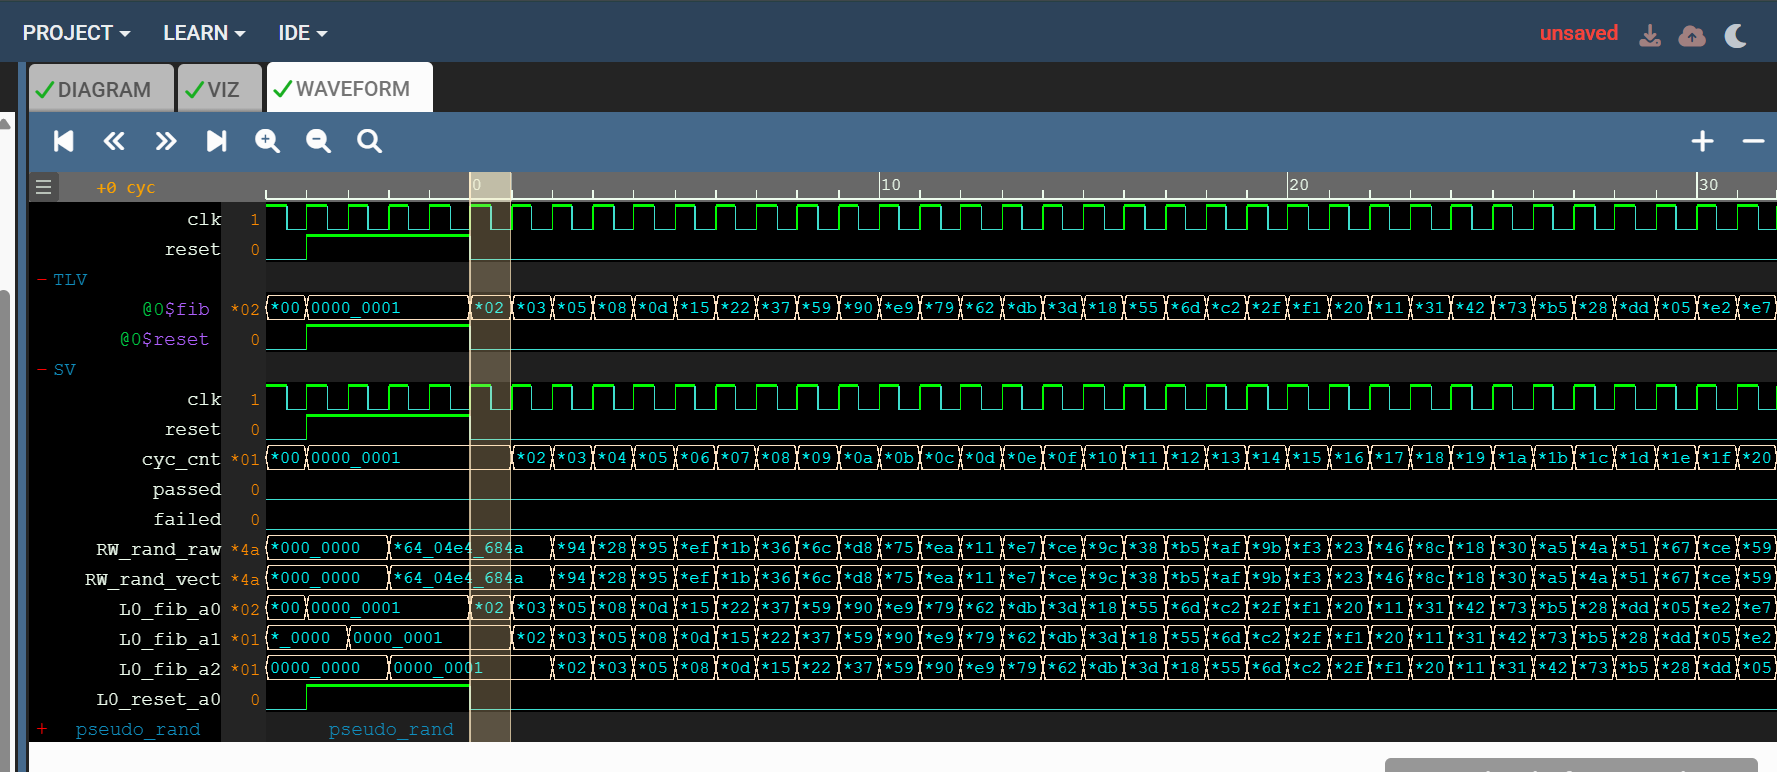 PROJECT LEARN IDE unsaved
DIAGRAM VIZ WAVEFORM
+0 cyc 0 10 20 30
clk 1
reset 0
TLV
@0$fib *02 *00 0000_0001 *02 *03 *05 *08 *0d *15 *22 *37 *59 *90 *e9 *79 *62 *db *3d *18 *55 *6d *c2 *2f *f1 *20 *11 *31 *42 *73 *b5 *28 *dd *05 *e2 *e7
@0$reset 0
SV
clk 1
reset 0
cyc_cnt *01 *00 0000_0001 *02 *03 *04 *05 *06 *07 *08 *09 *0a *0b *0c *0d *0e *0f *10 *11 *12 *13 *14 *15 *16 *17 *18 *19 *1a *1b *1c *1d *1e *1f *20
passed 0
failed 0
RW_rand_raw *4a *000_0000 *64_04e4_684a *94 *28 *95 *ef *1b *36 *6c *d8 *75 *ea *11 *e7 *ce *9c *38 *b5 *af *9b *f3 *23 *46 *8c *18 *30 *a5 *4a *51 *67 *ce *59
RW_rand_vect *4a *000_0000 *64_04e4_684a *94 *28 *95 *ef *1b *36 *6c *d8 *75 *ea *11 *e7 *ce *9c *38 *b5 *af *9b *f3 *23 *46 *8c *18 *30 *a5 *4a *51 *67 *ce *59
L0_fib_a0 *02 *00 0000_0001 *02 *03 *05 *08 *0d *15 *22 *37 *59 *90 *e9 *79 *62 *db *3d *18 *55 *6d *c2 *2f *f1 *20 *11 *31 *42 *73 *b5 *28 *dd *05 *e2 *e7
L0_fib_a1 *01 *_0000 0000_0001 *02 *03 *05 *08 *0d *15 *22 *37 *59 *90 *e9 *79 *62 *db *3d *18 *55 *6d *c2 *2f *f1 *20 *11 *31 *42 *73 *b5 *28 *dd *05 *e2
L0_fib_a2 *01 0000_0000 0000_0001 *02 *03 *05 *08 *0d *15 *22 *37 *59 *90 *e9 *79 *62 *db *3d *18 *55 *6d *c2 *2f *f1 *20 *11 *31 *42 *73 *b5 *28 *dd *05
L0_reset_a0 0
pseudo_rand pseudo_rand